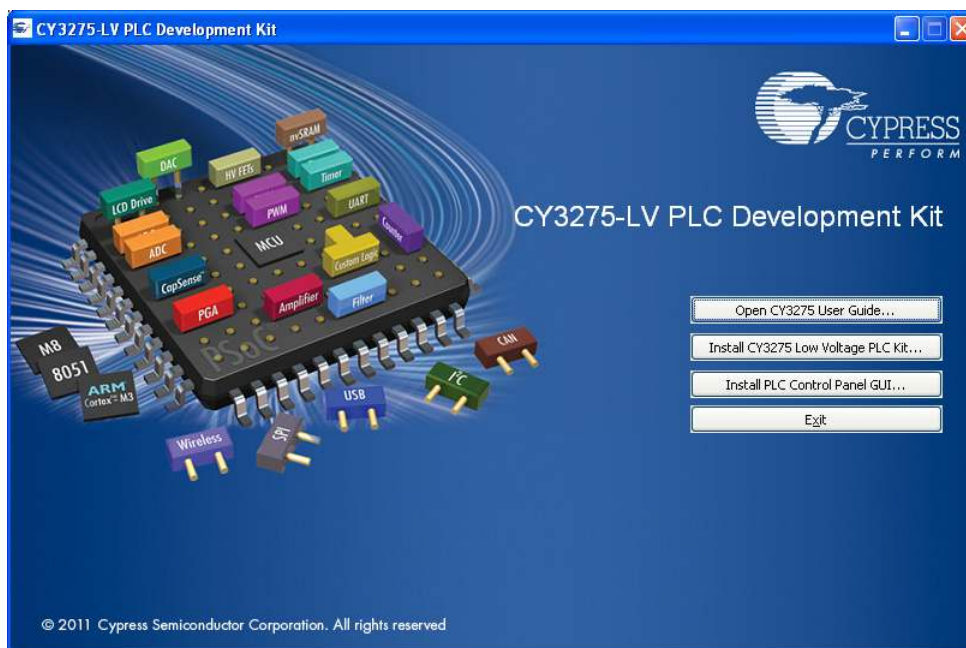 CY3275-LV PLC Development Kit
CYPRESS
PERFORM
CY3275-LV PLC Development Kit
nvSRAM
DAC
HV FETs
Timer
LCD Drive
PWM
UART
ADC
MCU
Counter
CapSense™
Custom Logic
PGA
Amplifier
Filter
PSoC
M8
8051
ARM
Cortex™-M3
CAN
I²C
USB
SPI
Wireless
Open CY3275 User Guide...
Install CY3275 Low Voltage PLC Kit...
Install PLC Control Panel GUI...
Exit
© 2011 Cypress Semiconductor Corporation. All rights reserved